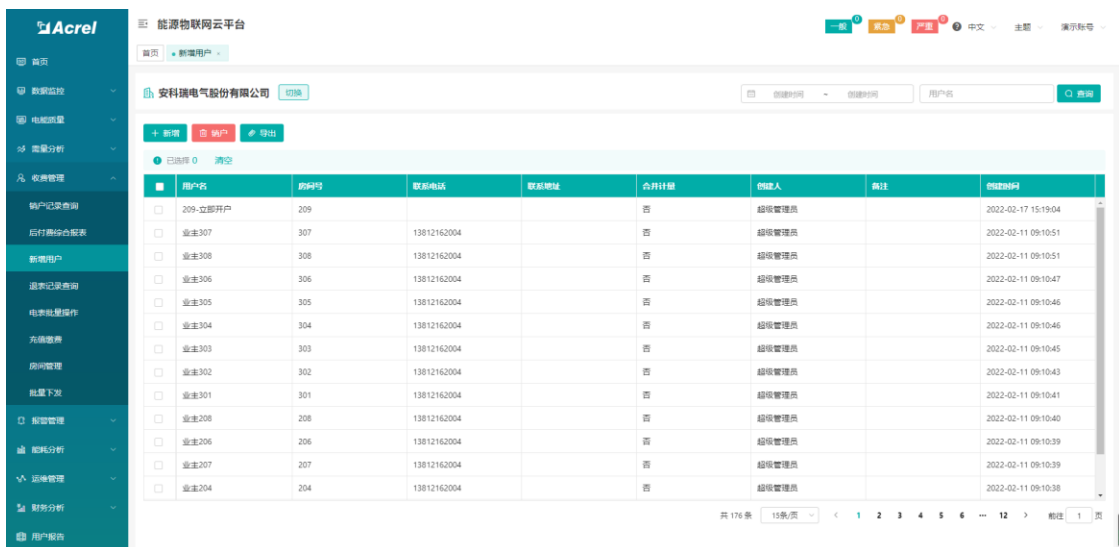 Acrel
能源物联网云平台
一般 0 紧急 0 严重 0 中文 主题 演示账号
首页 新增用户
首页
数据监控
电能质量
需量分析
收费管理
销户记录查询
后付费综合报表
新增用户
退表记录查询
电表批量操作
充值缴费
房间管理
批量下发
报警管理
能耗分析
运维管理
财务分析
用户报告
安科瑞电气股份有限公司 切换 创建时间 ~ 创建时间 用户名 查询
新增 销户 导出
已选择 0 清空
用户名 房间号 联系电话 联系地址 合并计量 创建人 备注 创建时间
209-立即开户 209 否 超级管理员 2022-02-17 15:19:04
业主307 307 13812162004 否 超级管理员 2022-02-11 09:10:51
业主308 308 13812162004 否 超级管理员 2022-02-11 09:10:51
业主306 306 13812162004 否 超级管理员 2022-02-11 09:10:47
业主305 305 13812162004 否 超级管理员 2022-02-11 09:10:46
业主304 304 13812162004 否 超级管理员 2022-02-11 09:10:46
业主303 303 13812162004 否 超级管理员 2022-02-11 09:10:45
业主302 302 13812162004 否 超级管理员 2022-02-11 09:10:43
业主301 301 13812162004 否 超级管理员 2022-02-11 09:10:41
业主208 208 13812162004 否 超级管理员 2022-02-11 09:10:40
业主206 206 13812162004 否 超级管理员 2022-02-11 09:10:39
业主207 207 13812162004 否 超级管理员 2022-02-11 09:10:39
业主204 204 13812162004 否 超级管理员 2022-02-11 09:10:38
共 176 条 15条/页 < 1 2 3 4 5 6 ··· 12 > 前往 1 页